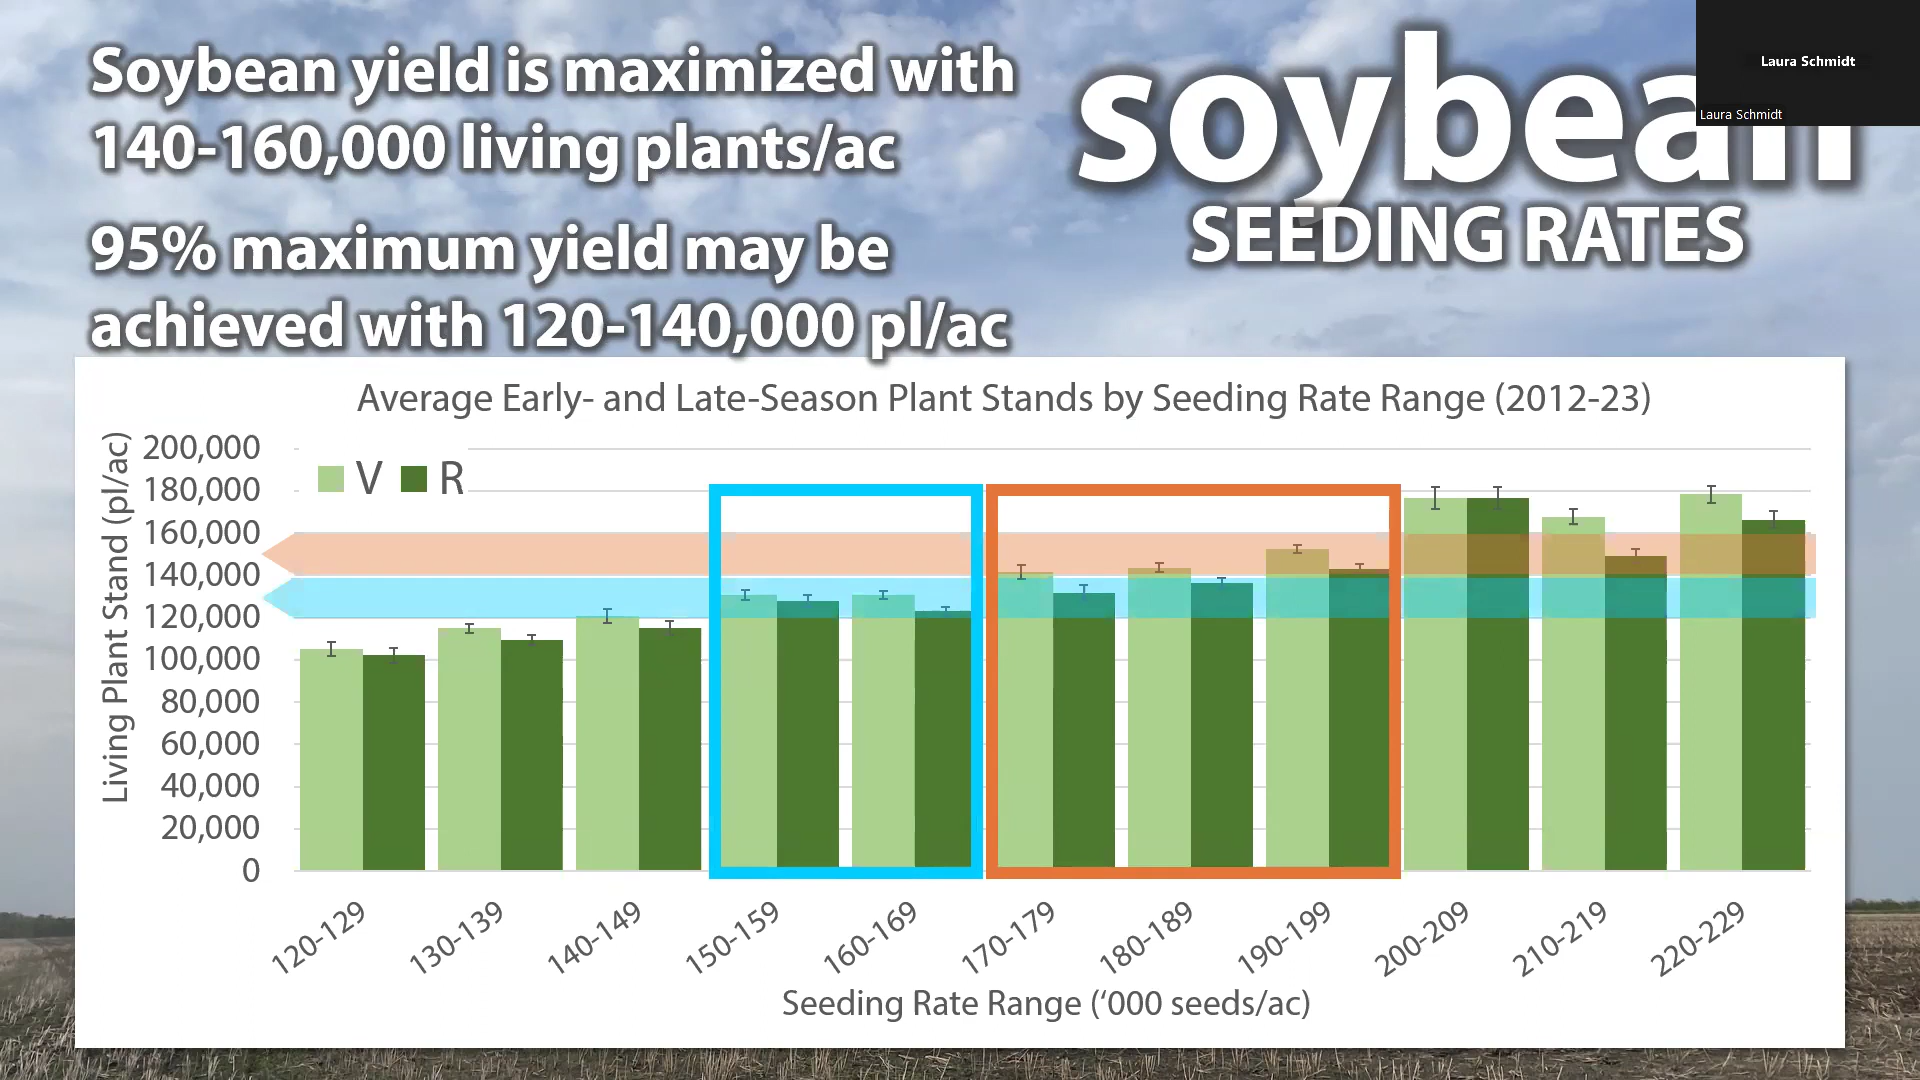 Soybean yield is maximized with
140-160,000 living plants/ac
95% maximum yield may be
achieved with 120-140,000 pl/ac
soybean
SEEDING RATES
Laura Schmidt
Laura Schmidt
Average Early- and Late-Season Plant Stands by Seeding Rate Range (2012-23)
Living Plant Stand (pl/ac)
200,000
180,000
160,000
140,000
120,000
100,000
80,000
60,000
40,000
20,000
0
V R
120-129
130-139
140-149
150-159
160-169
170-179
180-189
190-199
200-209
210-219
220-229
Seeding Rate Range (‘000 seeds/ac)